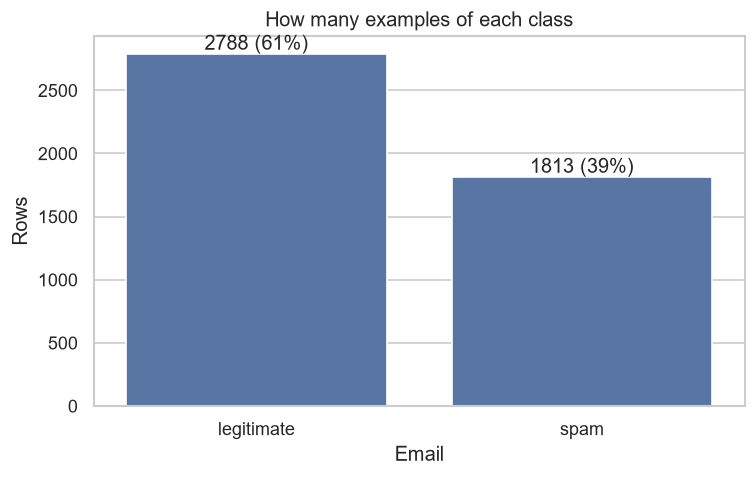 How many examples of each class
2788 (61%)
2500
1813 (39%)
2000
1500
1000
500
0
Rows
legitimate
spam
Email